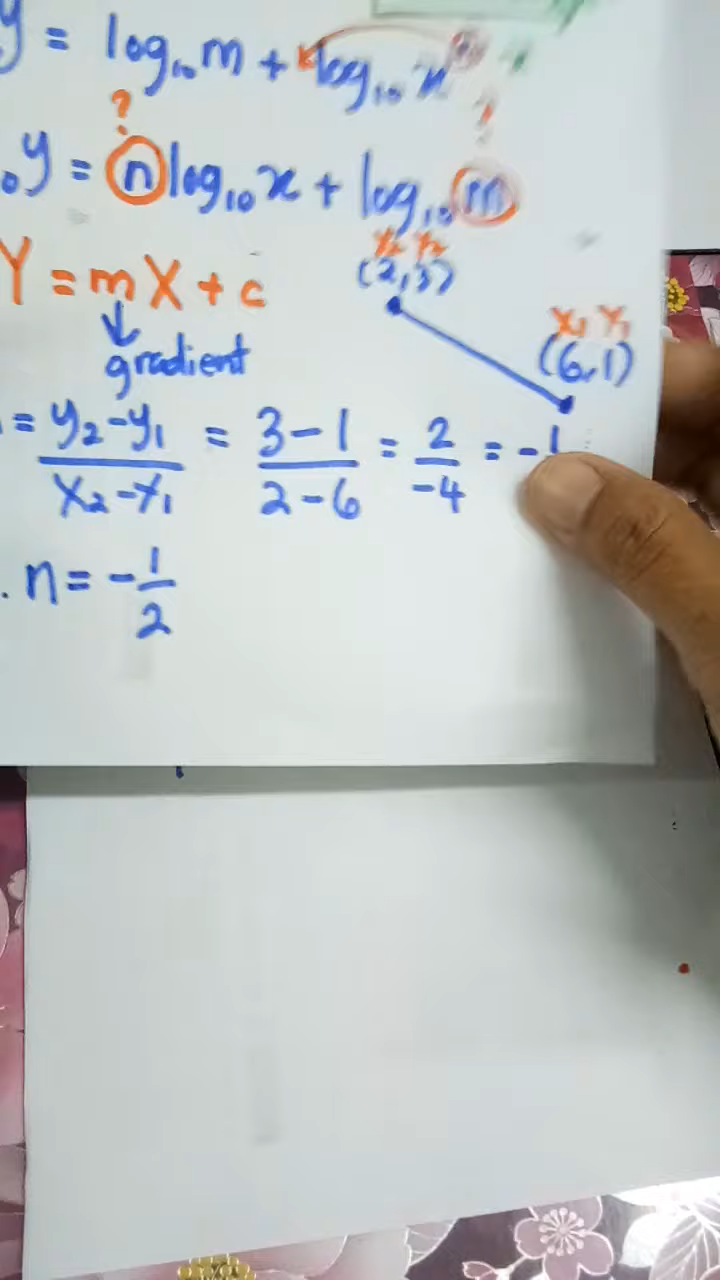 y = log₁₀m + log₁₀x
? ?
₀y = n log₁₀x + log₁₀m
Y = mX + c
gradient
X₂ Y₂
(2,3)
X₁ Y₁
(6,1)
= y₂-y₁/x₂-x₁ = 3-1/2-6 = 2/-4 = -1
. n = -1/2